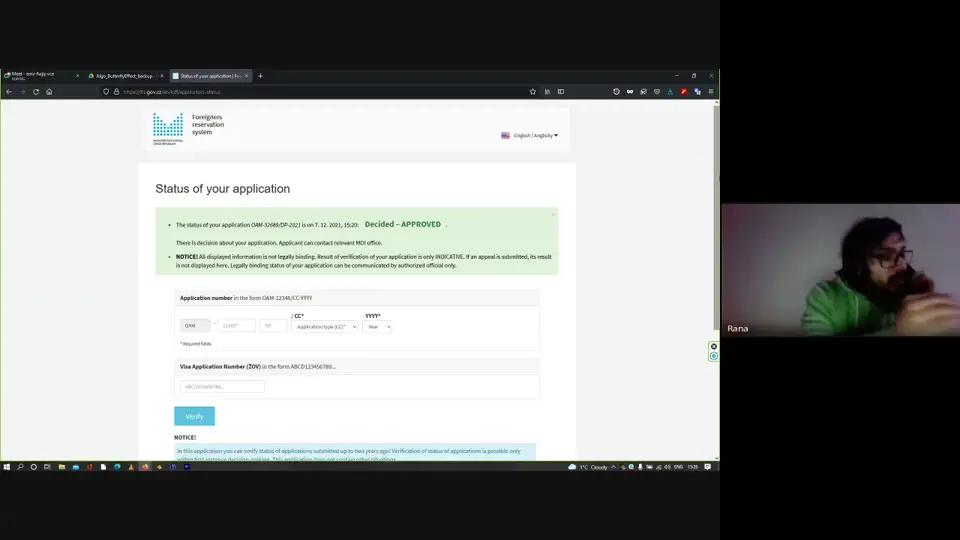 Algo_ButterflyEffect_backup
Status of your application | Fo
Foreigners
reservation
system
English / Anglicky
Status of your application
The status of your application OAM-32689/DP-2021 is on 7. 12. 2021, 15:20: Decided – APPROVED .
There is decision about your application. Applicant can contact relevant MOI office.
NOTICE! All displayed information is not legally binding. Result of verification of your application is only INDICATIVE. If an appeal is submitted, its result
is not displayed here. Legally binding status of your application can be communicated by authorized official only.
Application number in the form OAM-12345/CC-YYYY
/ CC* - YYYY*
OAM - 12345* XX Application type (CC)* Year
* Required fields
Visa Application Number (ŽOV) in the form ABCD123456789...
ABCD123456789...
Verify
NOTICE!
In this application you can verify status of applications submitted up to two years ago! Verification of status of applications is possible only
1°C Cloudy ENG 15:26
Rana